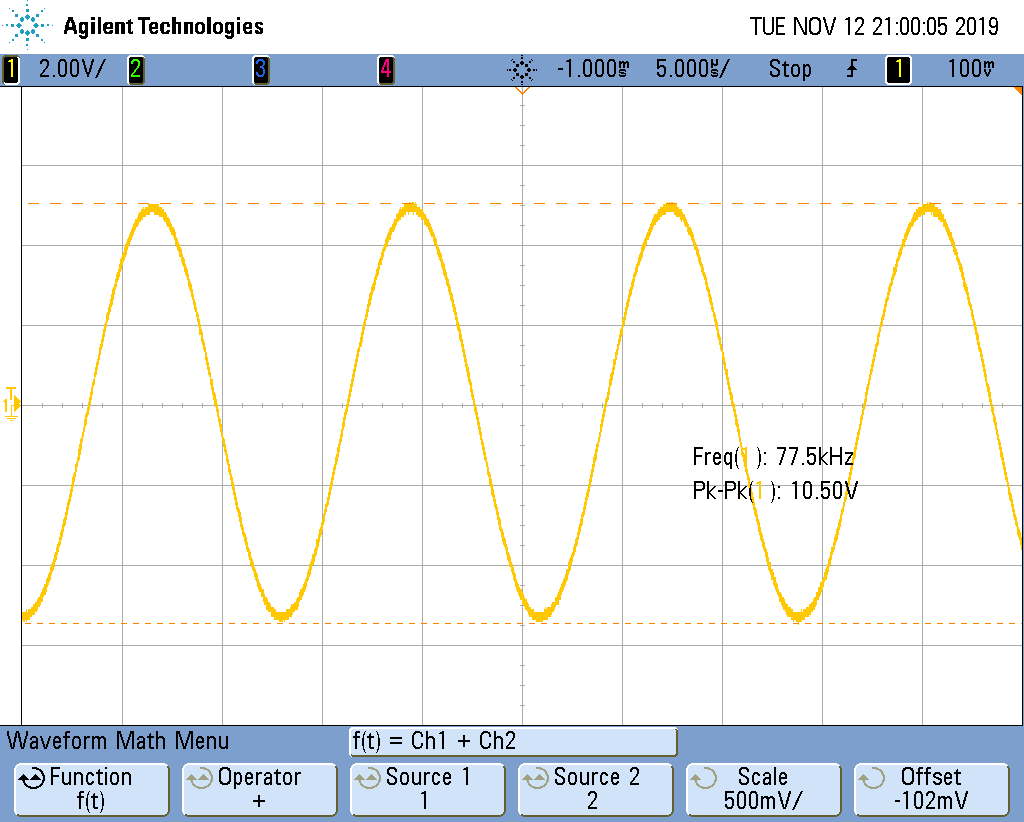 Agilent Technologies TUE NOV 12 21:00:05 2019
1 2.00V/ 2 3 4 -1.000ms 5.000µs/ Stop 1 100mV
T
1
Freq(1): 77.5kHz
Pk-Pk(1): 10.50V
Waveform Math Menu f(t) = Ch1 + Ch2
Function Operator Source 1 Source 2 Scale Offset
f(t) + 1 2 500mV/ -102mV